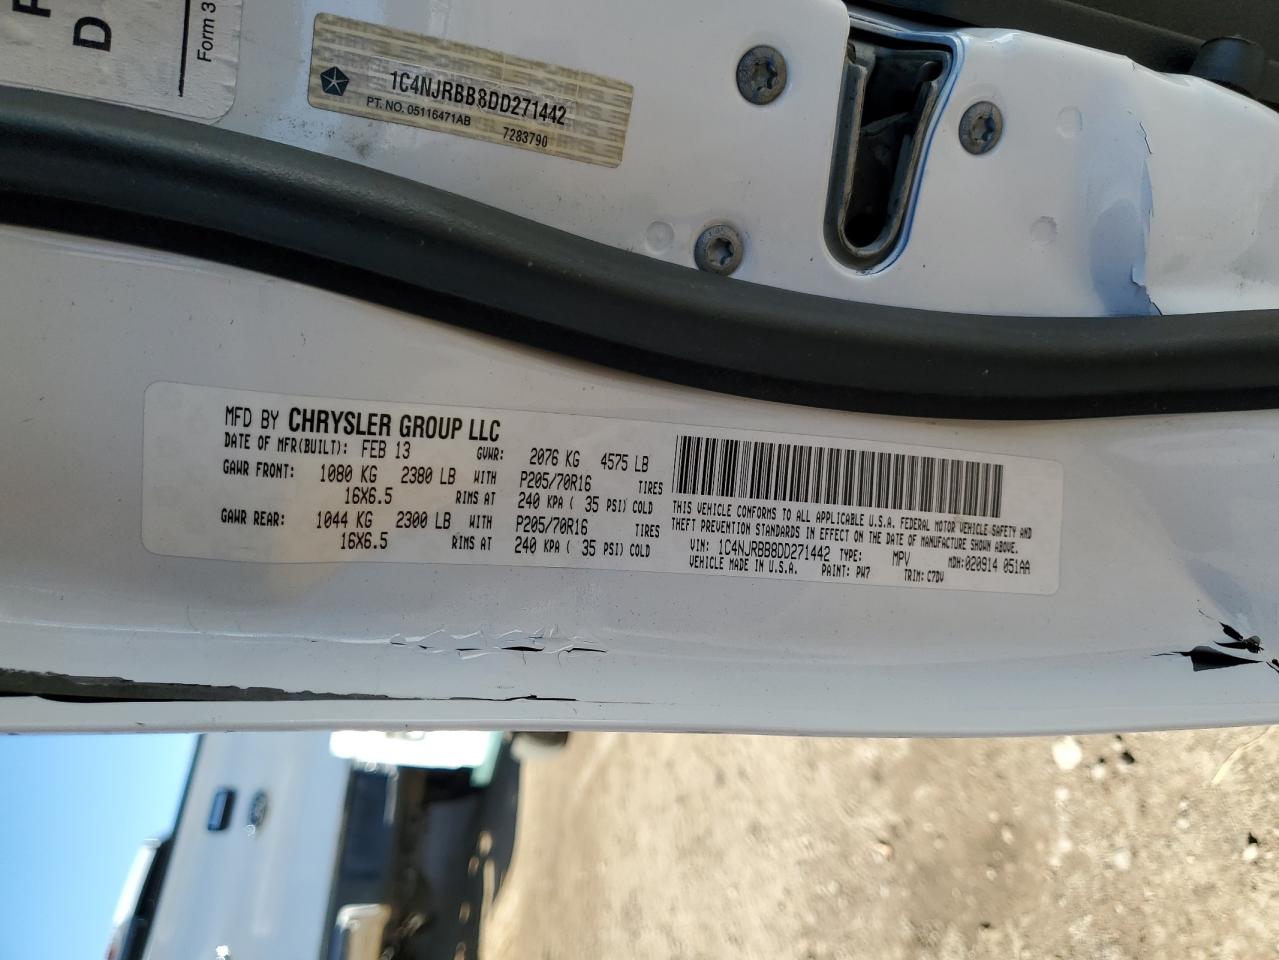 D
Form 3
1C4NJRBB8DD271442
PT. NO. 05116471AB 7283790
MFD BY CHRYSLER GROUP LLC
DATE OF MFR(BUILT): FEB 13 GVWR: 2076 KG 4575 LB
GAWR FRONT: 1080 KG 2380 LB WITH P205/70R16 TIRES
16X6.5 RIMS AT 240 KPA ( 35 PSI) COLD
GAWR REAR: 1044 KG 2300 LB WITH P205/70R16 TIRES
16X6.5 RIMS AT 240 KPA ( 35 PSI) COLD
THIS VEHICLE CONFORMS TO ALL APPLICABLE U.S.A. FEDERAL MOTOR VEHICLE SAFETY AND
THEFT PREVENTION STANDARDS IN EFFECT ON THE DATE OF MANUFACTURE SHOWN ABOVE.
VIN: 1C4NJRBB8DD271442 TYPE: MPV MDH:020914 051AA
VEHICLE MADE IN U.S.A. PAINT: PW7 TRIM: C7DV